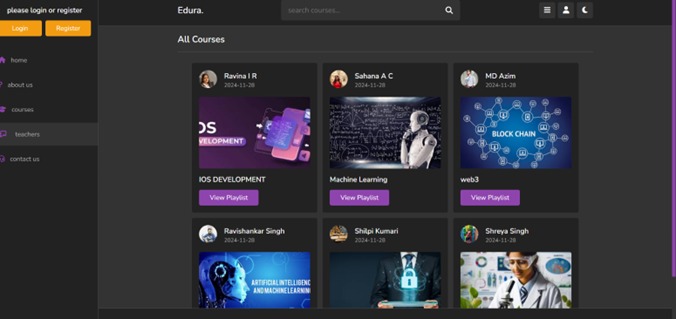 please login or register
Login
Register
home
about us
courses
teachers
contact us
Edura.
search courses...
All Courses
Ravina I R
2024-11-28
OS
VELOPMENT
IOS DEVELOPMENT
View Playlist
Sahana A C
2024-11-28
Machine Learning
View Playlist
MD Azim
2024-11-28
BLOCK CHAIN
web3
View Playlist
Ravishankar Singh
2024-11-28
ARTIFICIAL INTELLIGENC
AND MACHINE LEARNING
Shilpi Kumari
2024-11-28
Shreya Singh
2024-11-28